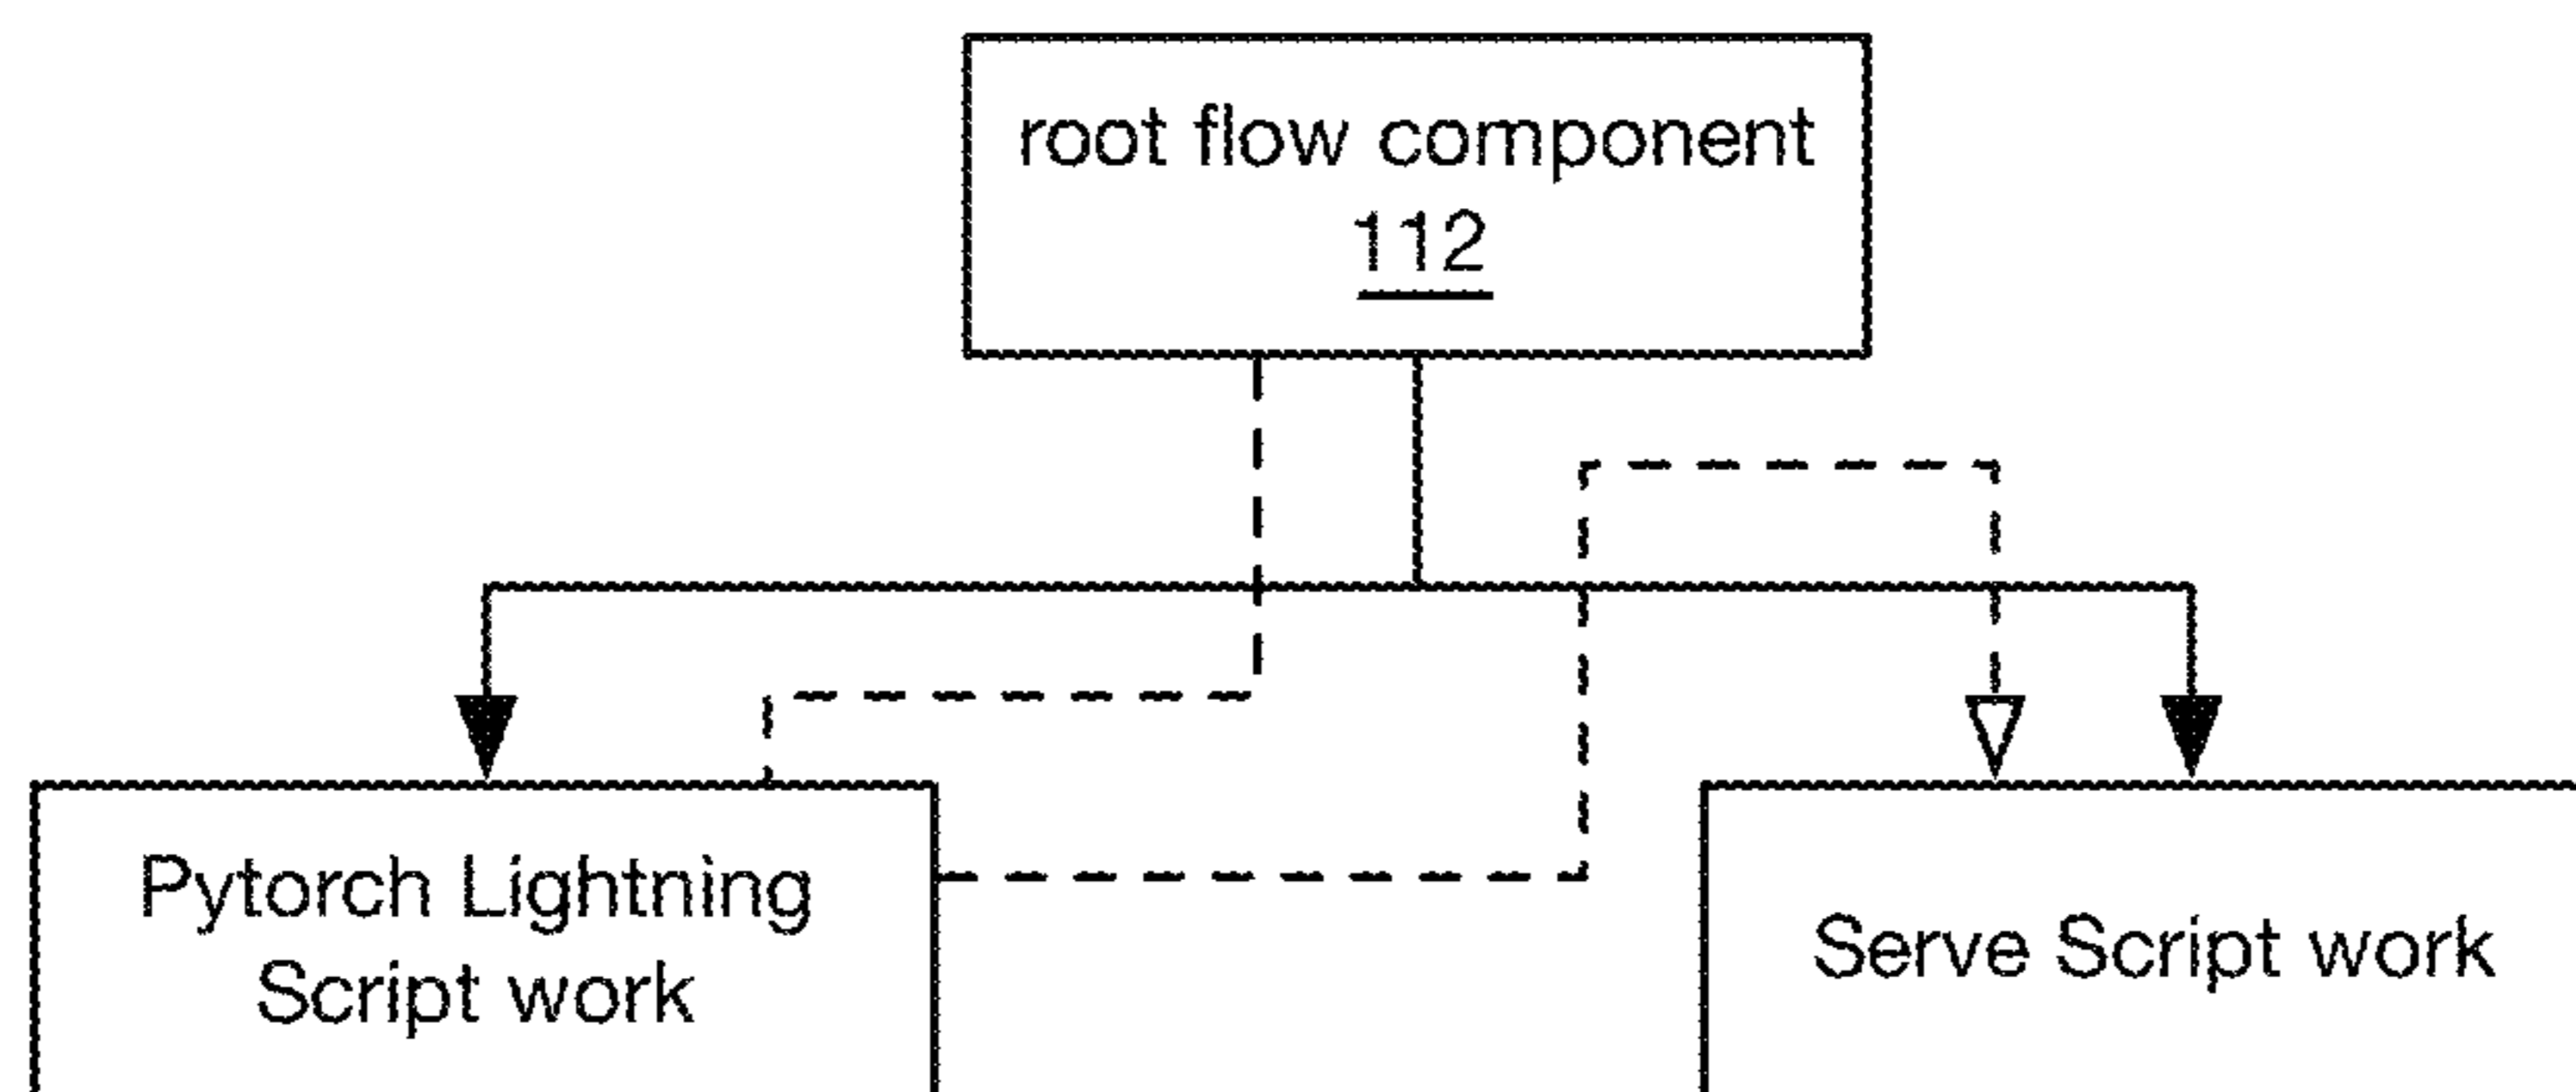 root flow component
112
Pytorch Lightning
Script work
Serve Script work